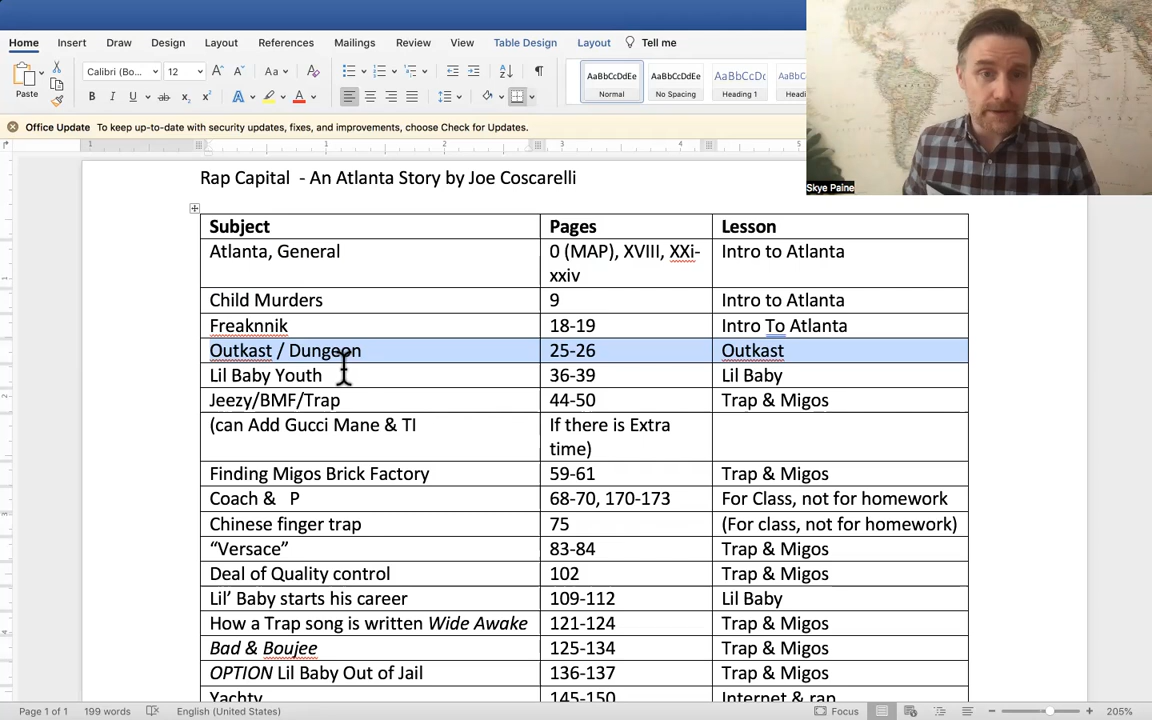 Home Insert Draw Design Layout References Mailings Review View Table Design Layout Tell me
Paste
Calibri (Bo... 12
AaBbCcDdEe AaBbCcDdEe AaBbCcDc AaBbC
Normal No Spacing Heading 1 Headi
Office Update To keep up-to-date with security updates, fixes, and improvements, choose Check for Updates.
Skye Paine
Rap Capital - An Atlanta Story by Joe Coscarelli
Subject Pages Lesson
Atlanta, General 0 (MAP), XVIII, XXi-
xxiv Intro to Atlanta
Child Murders 9 Intro to Atlanta
Freaknnik 18-19 Intro To Atlanta
Outkast / Dungeon 25-26 Outkast
Lil Baby Youth 36-39 Lil Baby
Jeezy/BMF/Trap 44-50 Trap & Migos
(can Add Gucci Mane & TI If there is Extra
time)
Finding Migos Brick Factory 59-61 Trap & Migos
Coach & P 68-70, 170-173 For Class, not for homework
Chinese finger trap 75 (For class, not for homework)
“Versace” 83-84 Trap & Migos
Deal of Quality control 102 Trap & Migos
Lil’ Baby starts his career 109-112 Lil Baby
How a Trap song is written Wide Awake 121-124 Trap & Migos
Bad & Boujee 125-134 Trap & Migos
OPTION Lil Baby Out of Jail 136-137 Trap & Migos
Yachty 145-150 Internet & rap
Page 1 of 1 199 words English (United States) Focus 205%